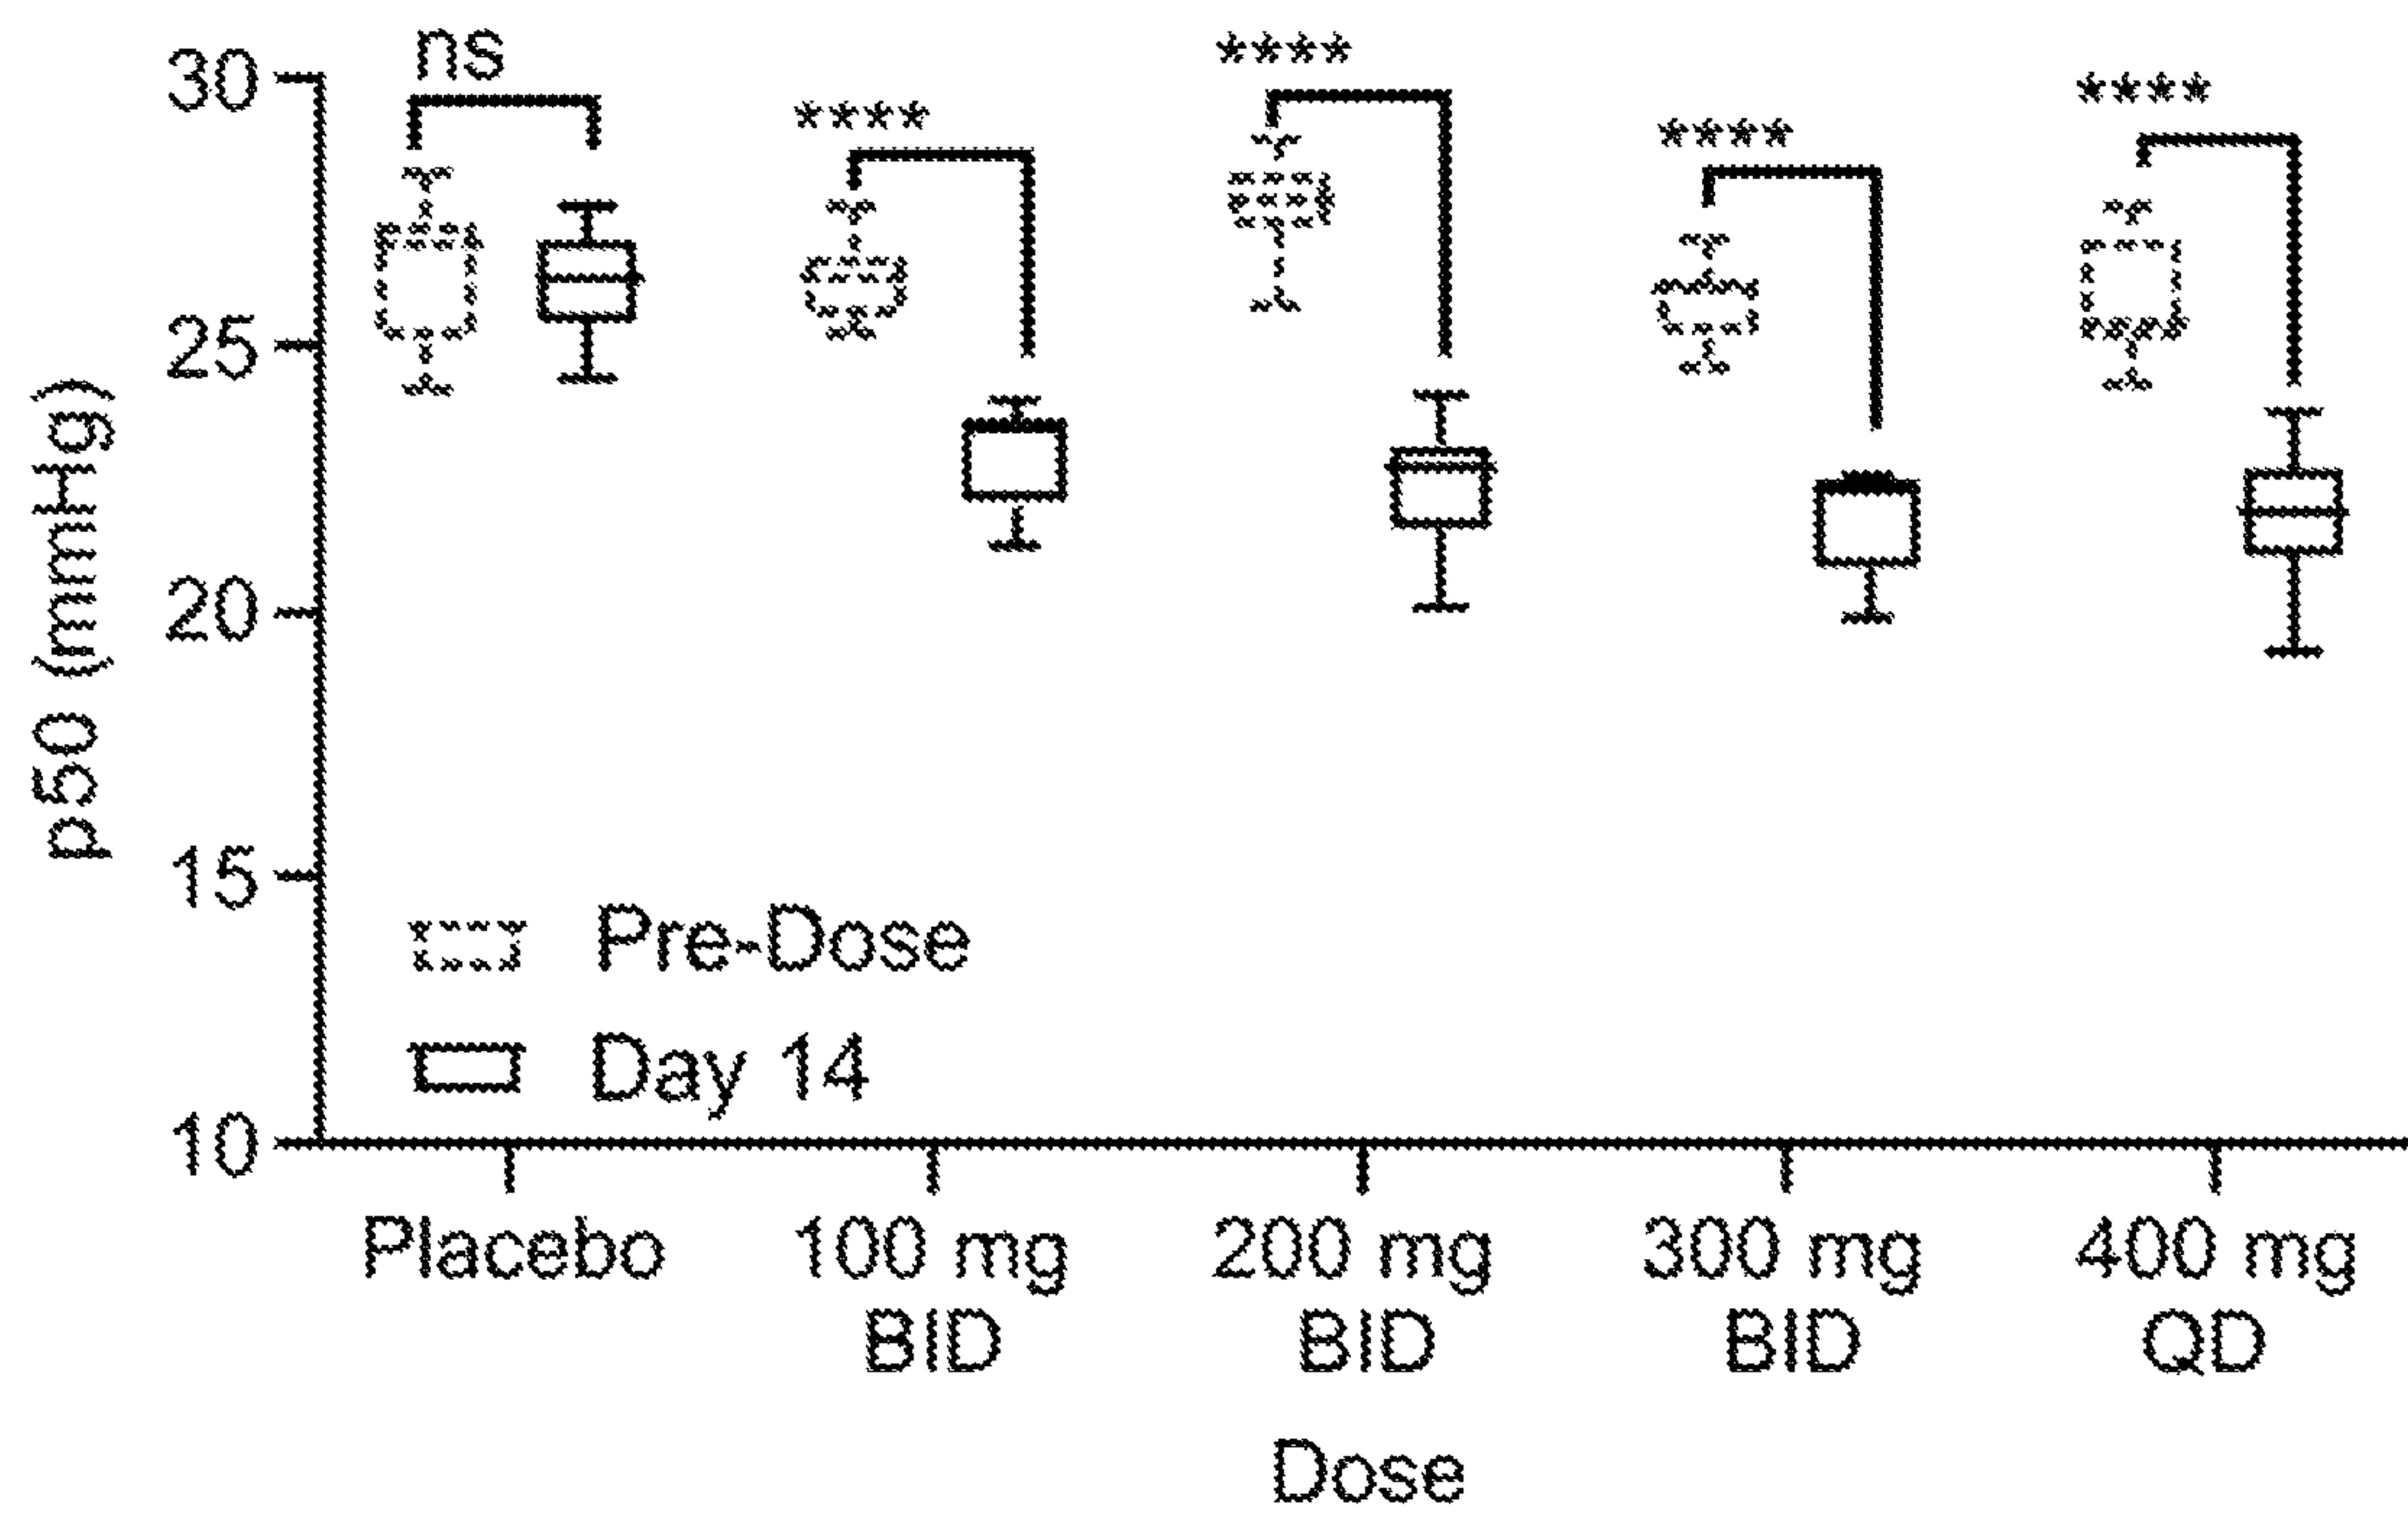 ns
****
****
****
****
30
25
20
15
10
p50 (mmHg)
Pre-Dose
Day 14
Placebo
100 mg BID
200 mg BID
300 mg BID
400 mg QD
Dose